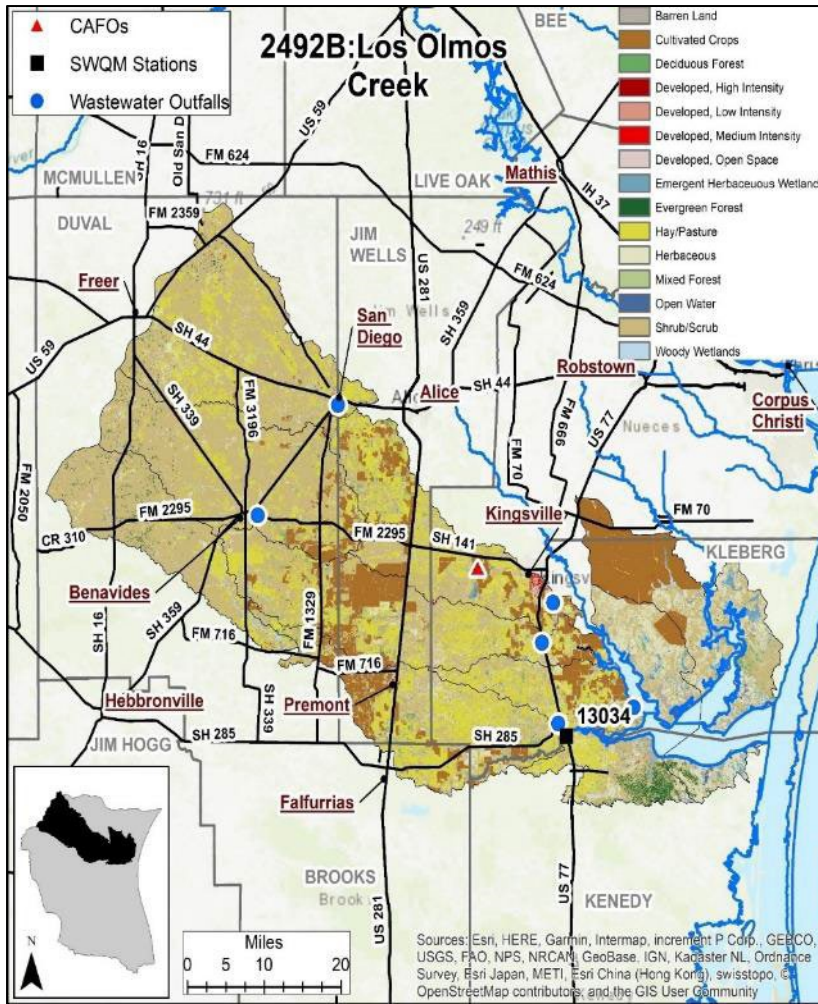 CAFOs
SWQM Stations
Wastewater Outfalls
2492B:Los Olmos
Creek
BEE
Barren Land
Cultivated Crops
Deciduous Forest
Developed, High Intensity
Developed, Low Intensity
Developed, Medium Intensity
Developed, Open Space
Emergent Herbaceuous Wetland
Evergreen Forest
Hay/Pasture
Herbaceous
Mixed Forest
Open Water
Shrub/Scrub
Woody Wetlands
US 59
SH 16
Old San D
FM 624
MCMULLEN
LIVE OAK
Mathis
IH 37
731 ft
DUVAL
FM 2359
JIM
WELLS
249 ft
US 281
FM 624
Freer
San
Diego
Jim Wells
SH 359
SH 44
US 59
Robstown
Alice
SH 44
Corpus
Christi
SH 339
FM 3196
FM 666
US 77
Nueces
FM 70
FM 2050
Kingsville
FM 70
FM 2295
FM 2295
SH 141
CR 310
KLEBERG
Kingsv
Benavides
SH 359
FM 1329
SH 16
FM 716
FM 716
Hebbronville
SH 339
Premont
13034
SH 285
SH 285
JIM HOGG
Falfurrias
BROOKS
Brooks
US 77
KENEDY
US 281
N
Miles
0 5 10 20
Sources: Esri, HERE, Garmin, Intermap, increment P Corp., GEBCO,
USGS, FAO, NPS, NRCAN, GeoBase, IGN, Kadaster NL, Ordnance
Survey, Esri Japan, METI, Esri China (Hong Kong), swisstopo, ©
OpenStreetMap contributors, and the GIS User Community